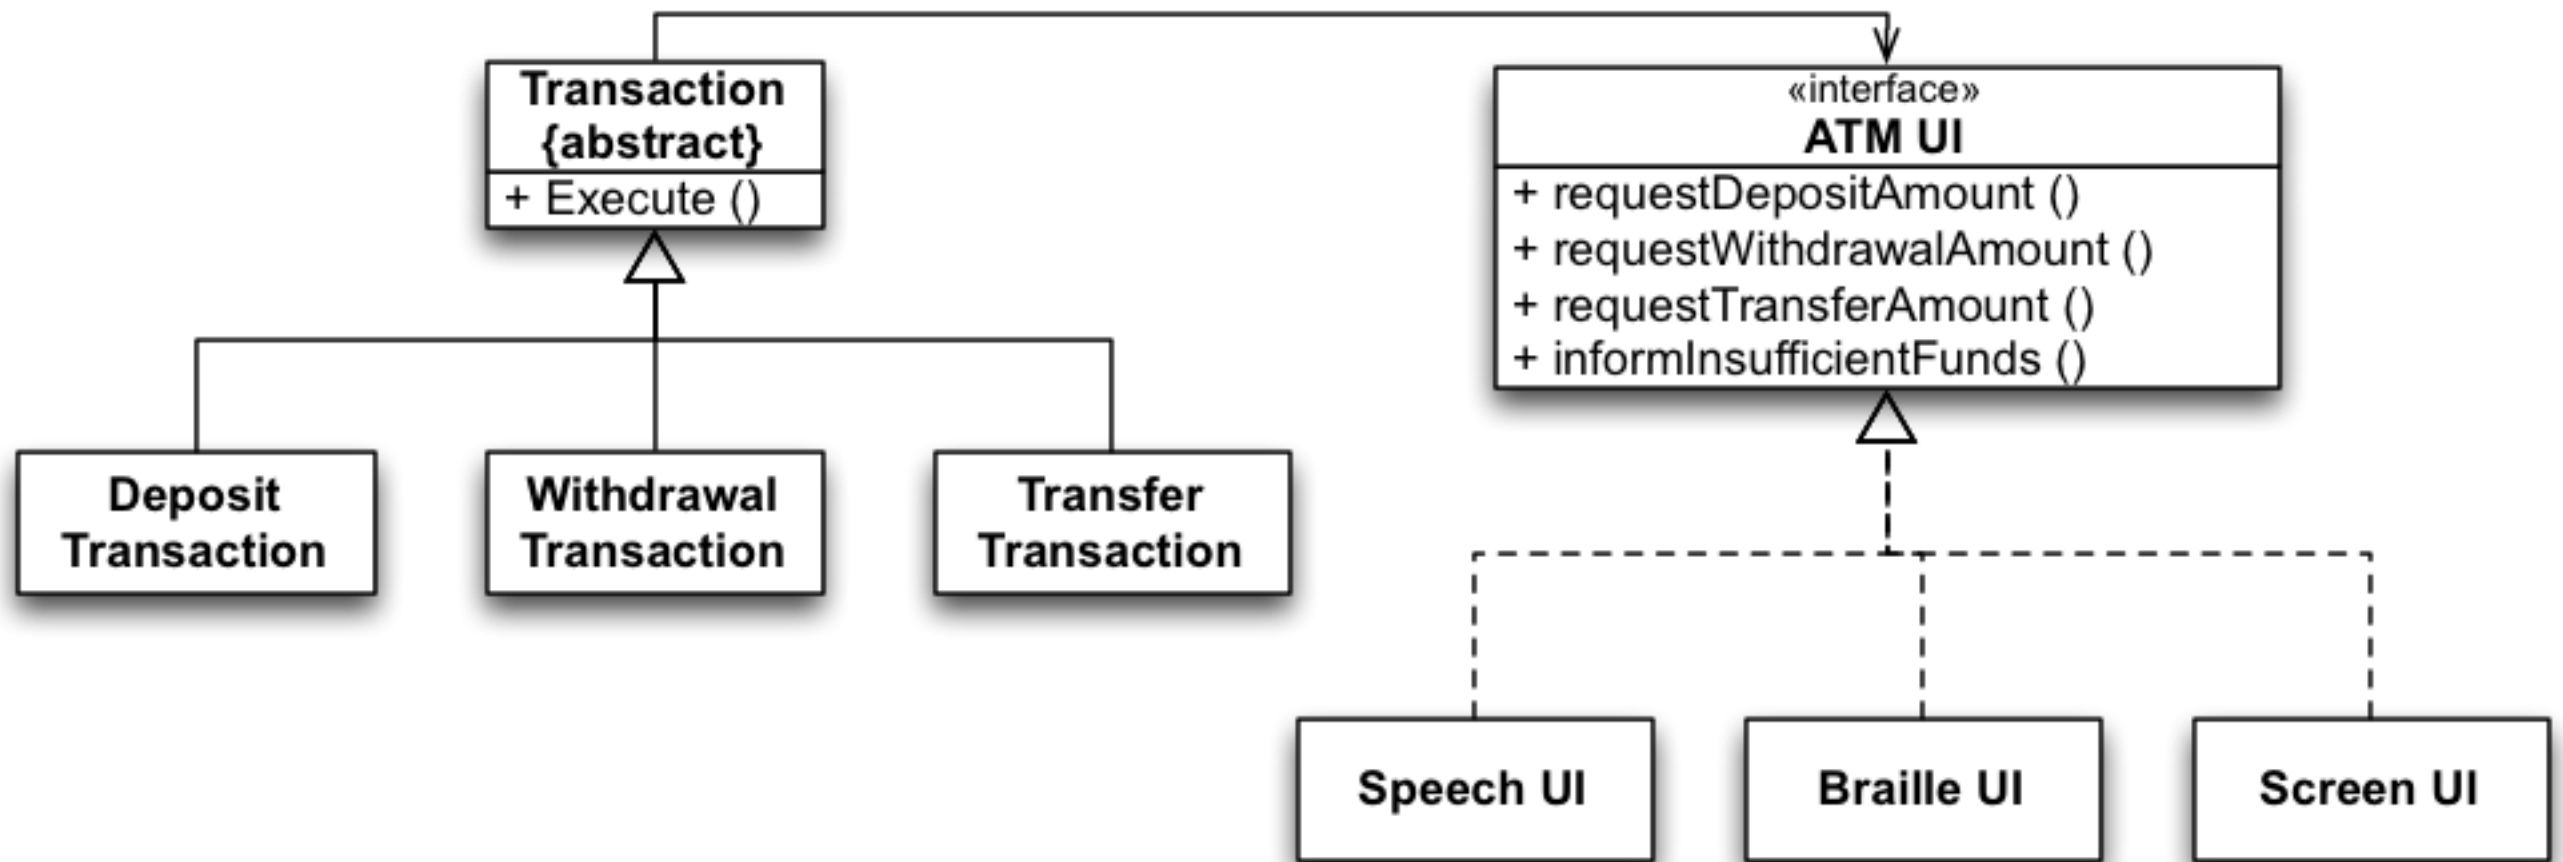 Transaction
{abstract}
+ Execute ()
«interface»
ATM UI
+ requestDepositAmount ()
+ requestWithdrawalAmount ()
+ requestTransferAmount ()
+ informInsufficientFunds ()
Deposit
Transaction
Withdrawal
Transaction
Transfer
Transaction
Speech UI
Braille UI
Screen UI